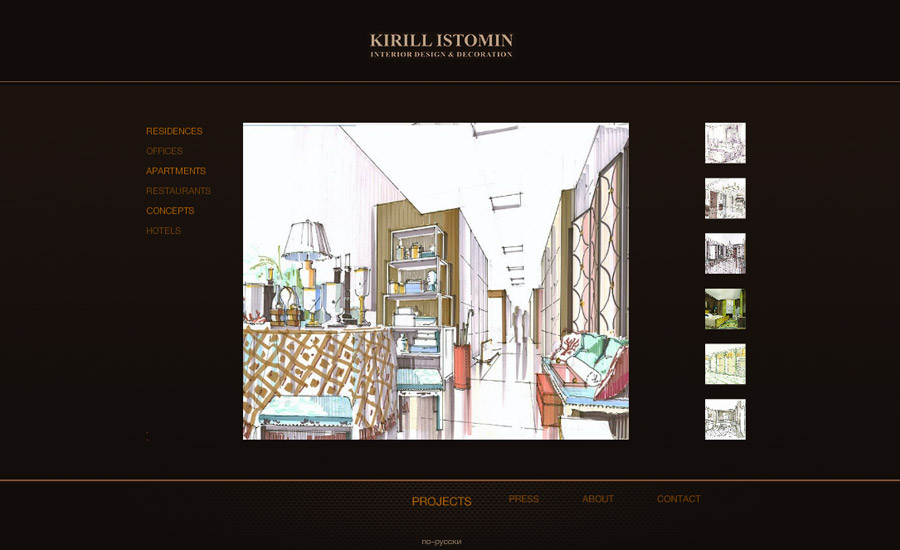 KIRILL ISTOMIN
INTERIOR DESIGN & DECORATION
RESIDENCES
OFFICES
APARTMENTS
RESTAURANTS
CONCEPTS
HOTELS
PROJECTS
PRESS
ABOUT
CONTACT
по-русски